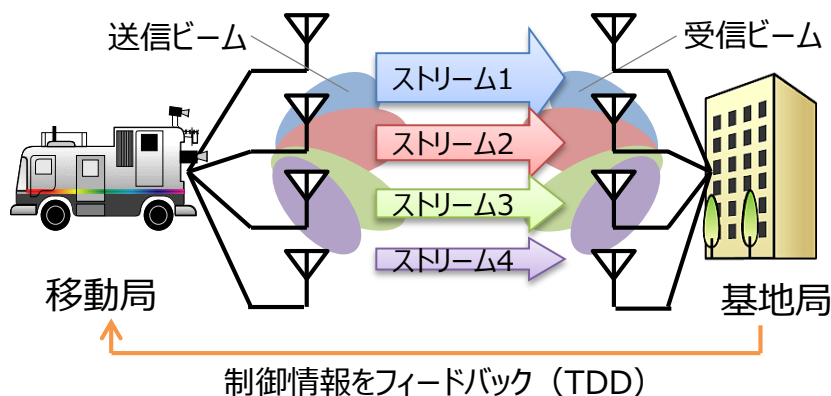 送信ビーム
受信ビーム
ストリーム1
ストリーム2
ストリーム3
ストリーム4
移動局
基地局
制御情報をフィードバック（TDD）